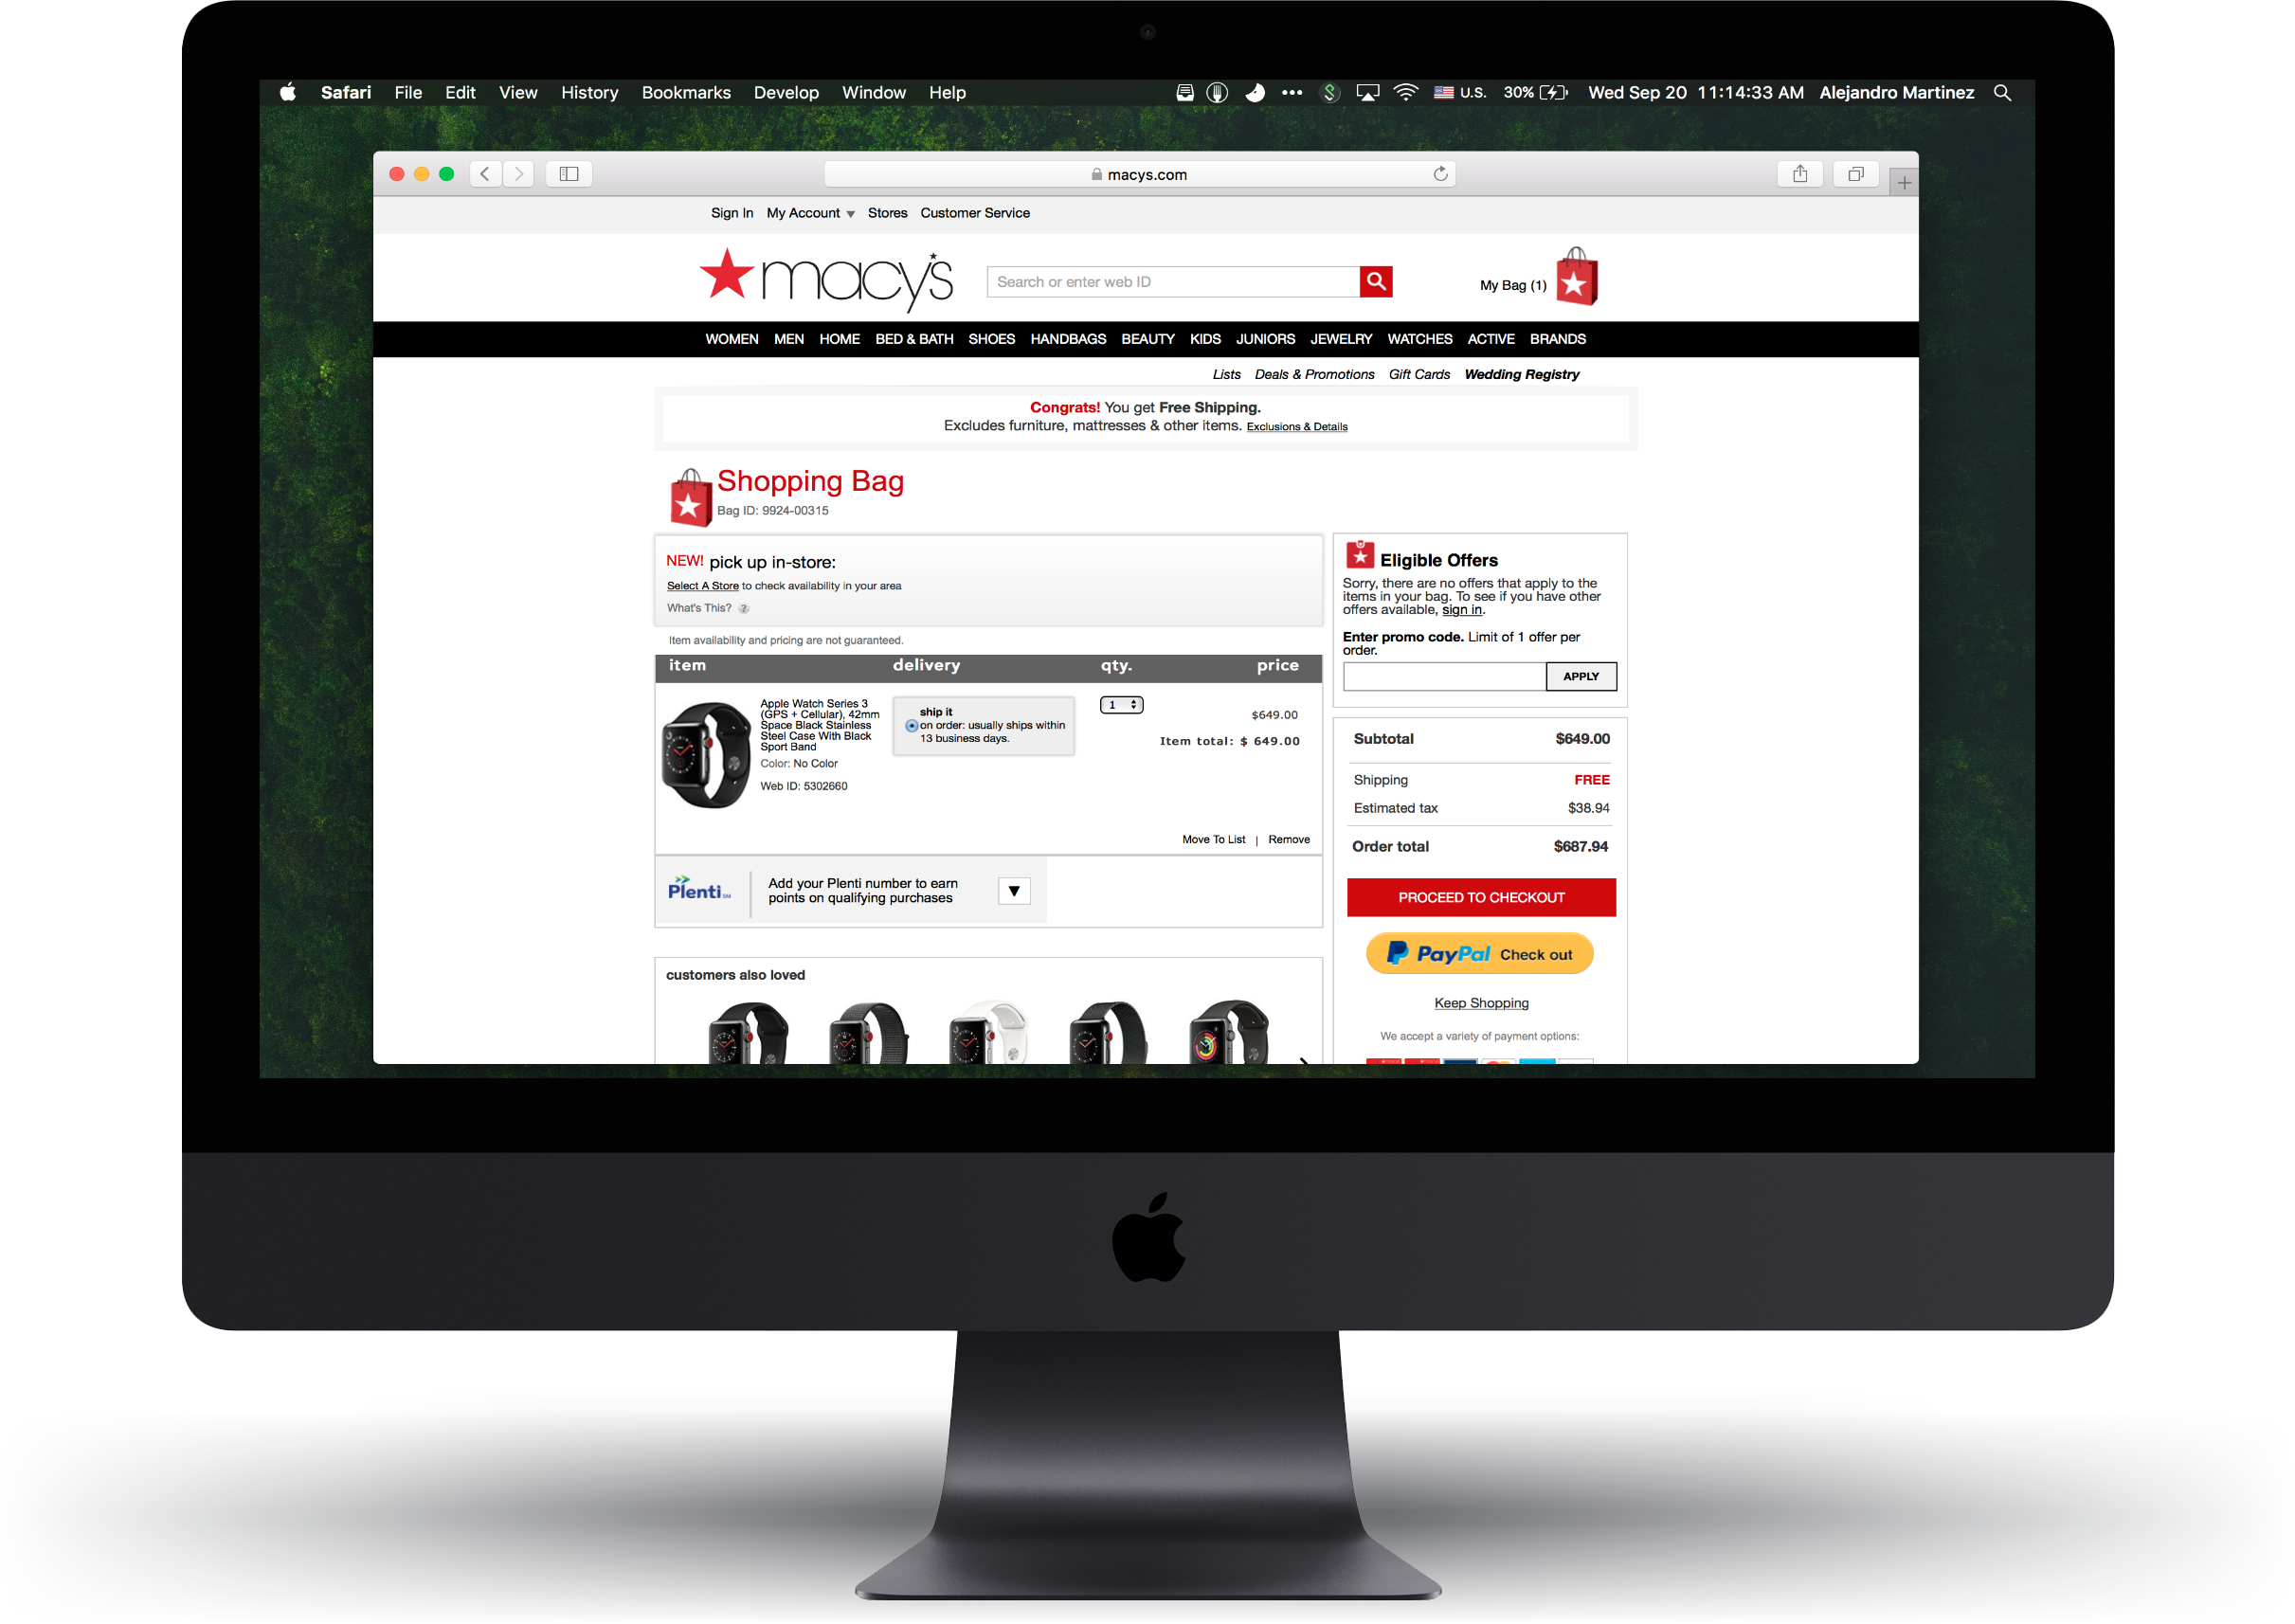 Safari File Edit View History Bookmarks Develop Window Help U.S. 30% Wed Sep 20 11:14:33 AM Alejandro Martinez
macys.com
Sign In My Account Stores Customer Service
macy's
Search or enter web ID
My Bag (1)
WOMEN MEN HOME BED & BATH SHOES HANDBAGS BEAUTY KIDS JUNIORS JEWELRY WATCHES ACTIVE BRANDS
Lists Deals & Promotions Gift Cards Wedding Registry
Congrats! You get Free Shipping.
Excludes furniture, mattresses & other items. Exclusions & Details
Shopping Bag
Bag ID: 9924-00315
NEW! pick up in-store:
Select A Store to check availability in your area
What's This? ?
Item availability and pricing are not guaranteed.
item delivery qty. price
Apple Watch Series 3
(GPS + Cellular), 42mm
Space Black Stainless
Steel Case With Black
Sport Band
Color: No Color
Web ID: 5302660
ship it
on order: usually ships within
13 business days.
1
$649.00
Item total: $ 649.00
Move To List | Remove
Plenti SM
Add your Plenti number to earn
points on qualifying purchases
customers also loved
Eligible Offers
Sorry, there are no offers that apply to the
items in your bag. To see if you have other
offers available, sign in.
Enter promo code. Limit of 1 offer per
order.
APPLY
Subtotal $649.00
Shipping FREE
Estimated tax $38.94
Order total $687.94
PROCEED TO CHECKOUT
PayPal Check out
Keep Shopping
We accept a variety of payment options: